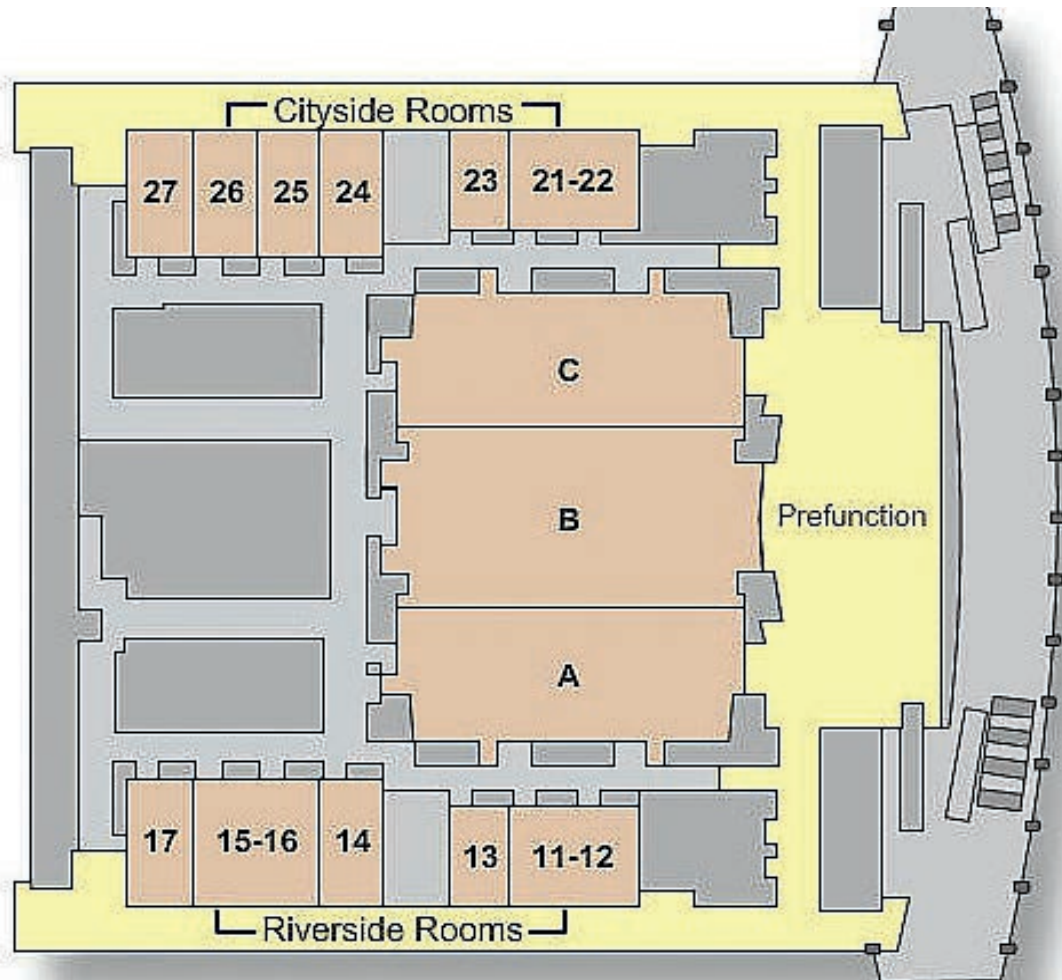 Cityside Rooms
27
26
25
24
23
21-22
C
B
Prefunction
A
17
15-16
14
13
11-12
Riverside Rooms